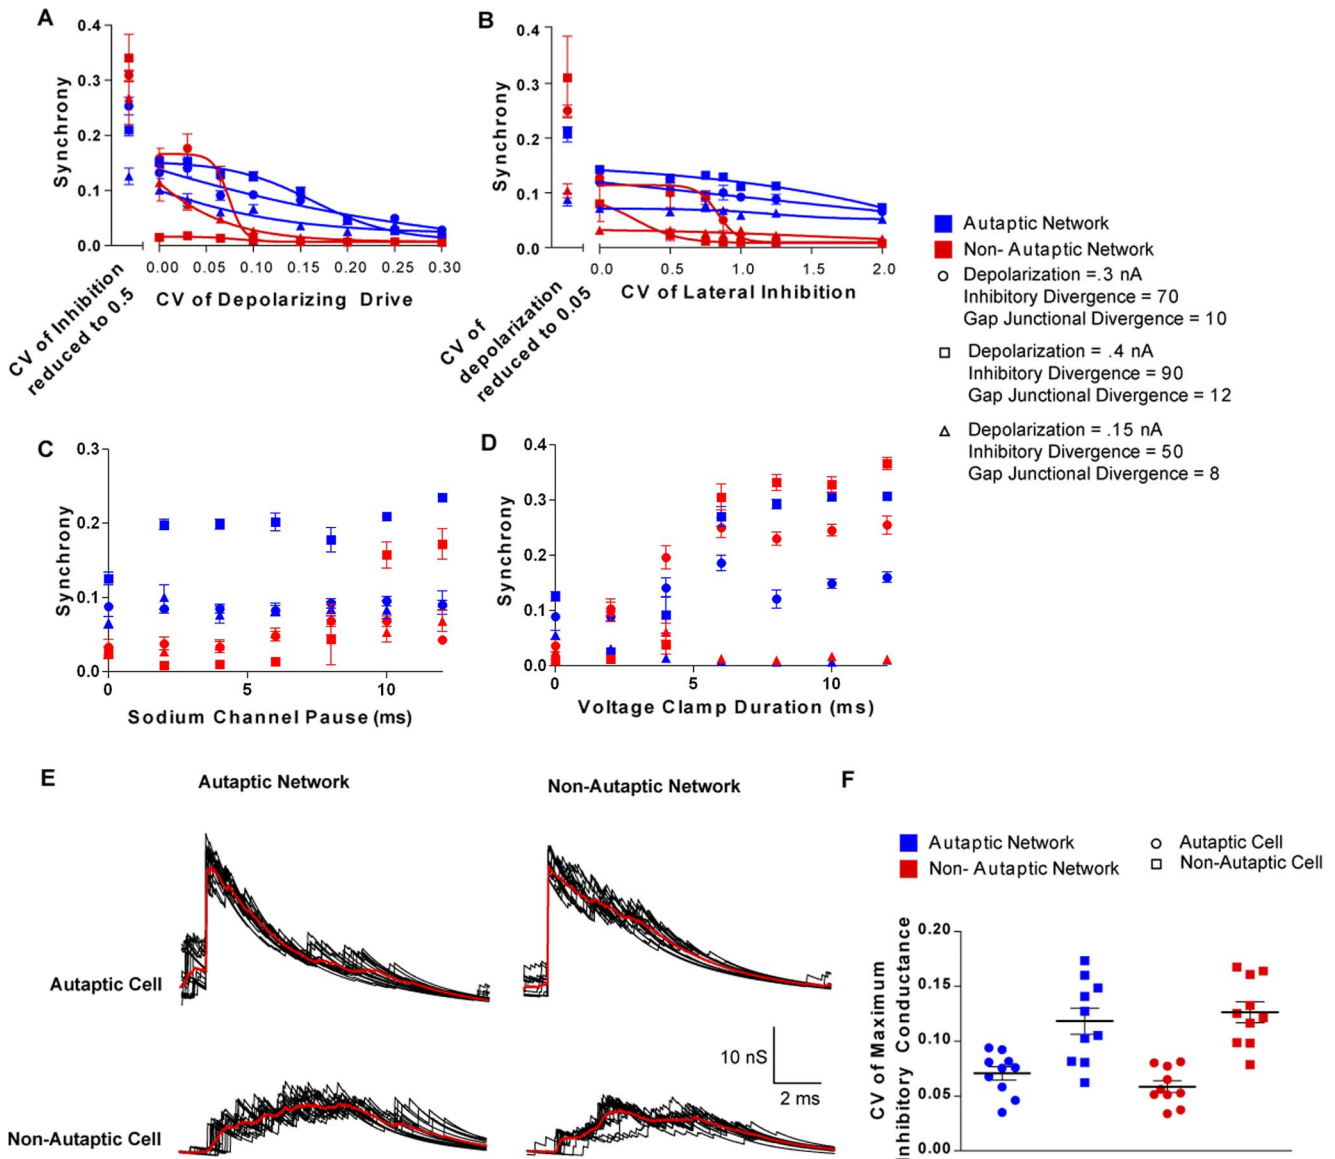 A
0.4
0.3
0.2
0.1
0.0
Synchrony
0.00 0.05 0.10 0.15 0.20 0.25 0.30
CV of Depolarizing Drive
CV of Inhibition
reduced to 0.5
B
0.4
0.3
0.2
0.1
0.0
Synchrony
0.0 0.5 1.0 1.5 2.0
CV of Lateral Inhibition
CV of
depolarization
reduced to 0.05
Autaptic Network
Non- Autaptic Network
Depolarization =.3 nA
Inhibitory Divergence = 70
Gap Junctional Divergence = 10
Depolarization = .4 nA
Inhibitory Divergence = 90
Gap Junctional Divergence = 12
Depolarization = .15 nA
Inhibitory Divergence = 50
Gap Junctional Divergence = 8
C
0.3
0.2
0.1
0.0
Synchrony
0 5 10
Sodium Channel Pause (ms)
D
0.4
0.3
0.2
0.1
0.0
Synchrony
0 5 10
Voltage Clamp Duration (ms)
E
Autaptic Network
Non-Autaptic Network
Autaptic Cell
Non-Autaptic Cell
10 nS
2 ms
F
Autaptic Network
Non- Autaptic Network
Autaptic Cell
Non-Autaptic Cell
CV of Maximum
Inhibitory Conductance
0.20
0.15
0.10
0.05
0.00